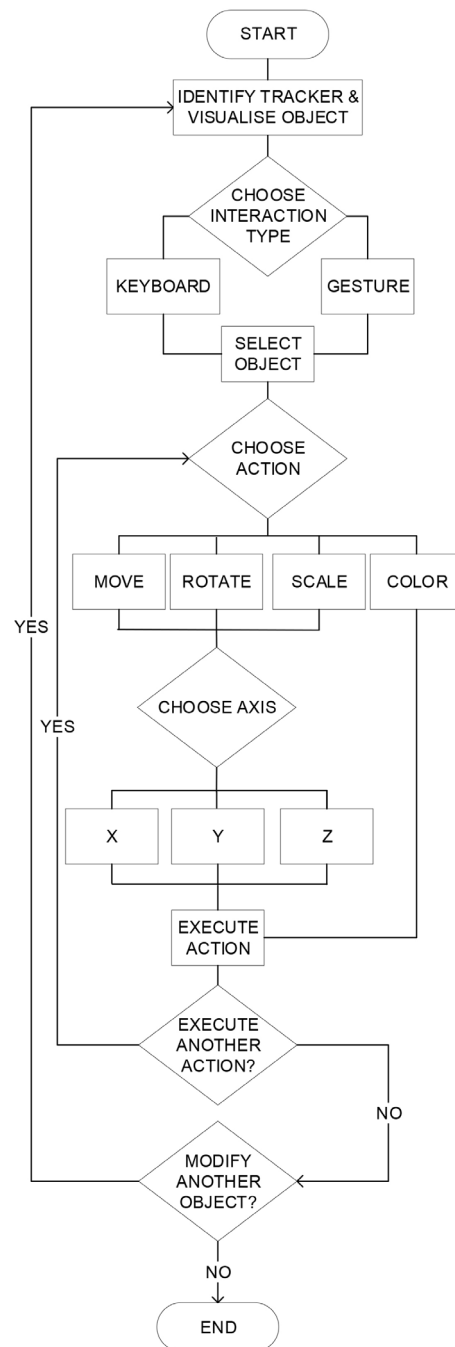 START
IDENTIFY TRACKER &
VISUALISE OBJECT
CHOOSE
INTERACTION
TYPE
KEYBOARD
GESTURE
SELECT
OBJECT
CHOOSE
ACTION
MOVE
ROTATE
SCALE
COLOR
YES
CHOOSE AXIS
YES
X
Y
Z
EXECUTE
ACTION
EXECUTE
ANOTHER
ACTION?
NO
MODIFY
ANOTHER
OBJECT?
NO
END